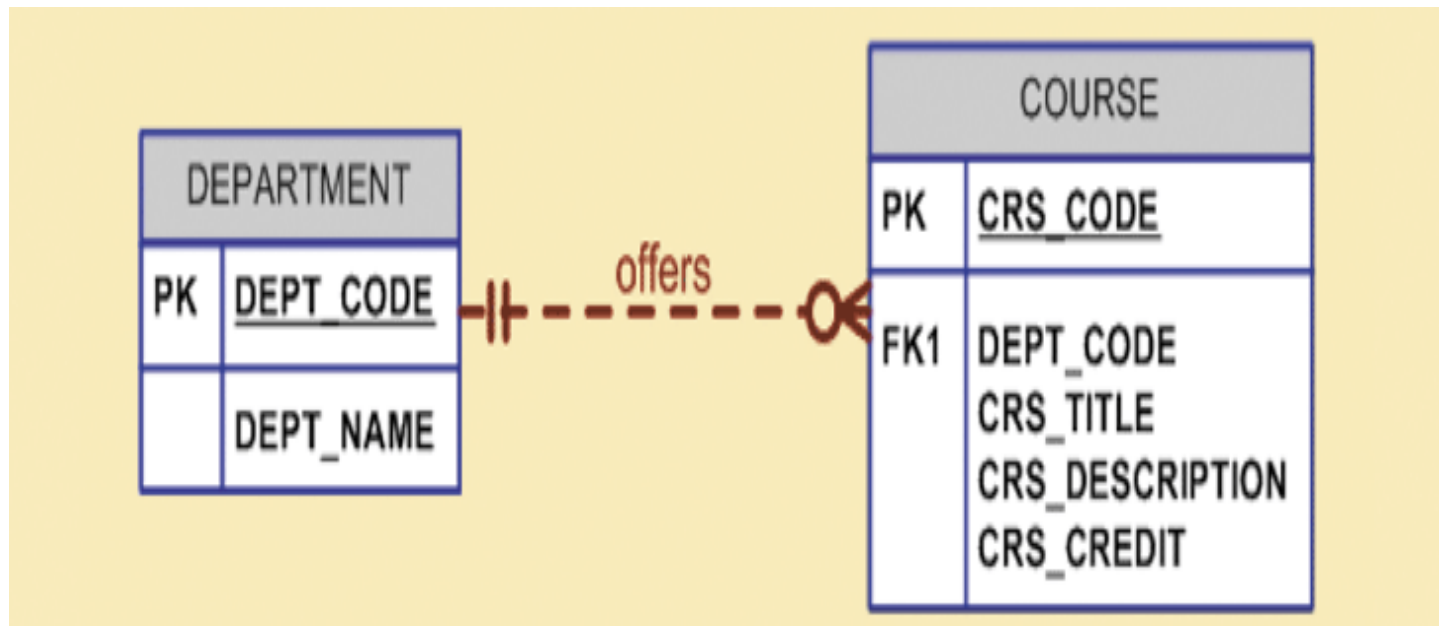 DEPARTMENT
PK DEPT_CODE
DEPT_NAME
offers
COURSE
PK CRS_CODE
FK1 DEPT_CODE
CRS_TITLE
CRS_DESCRIPTION
CRS_CREDIT